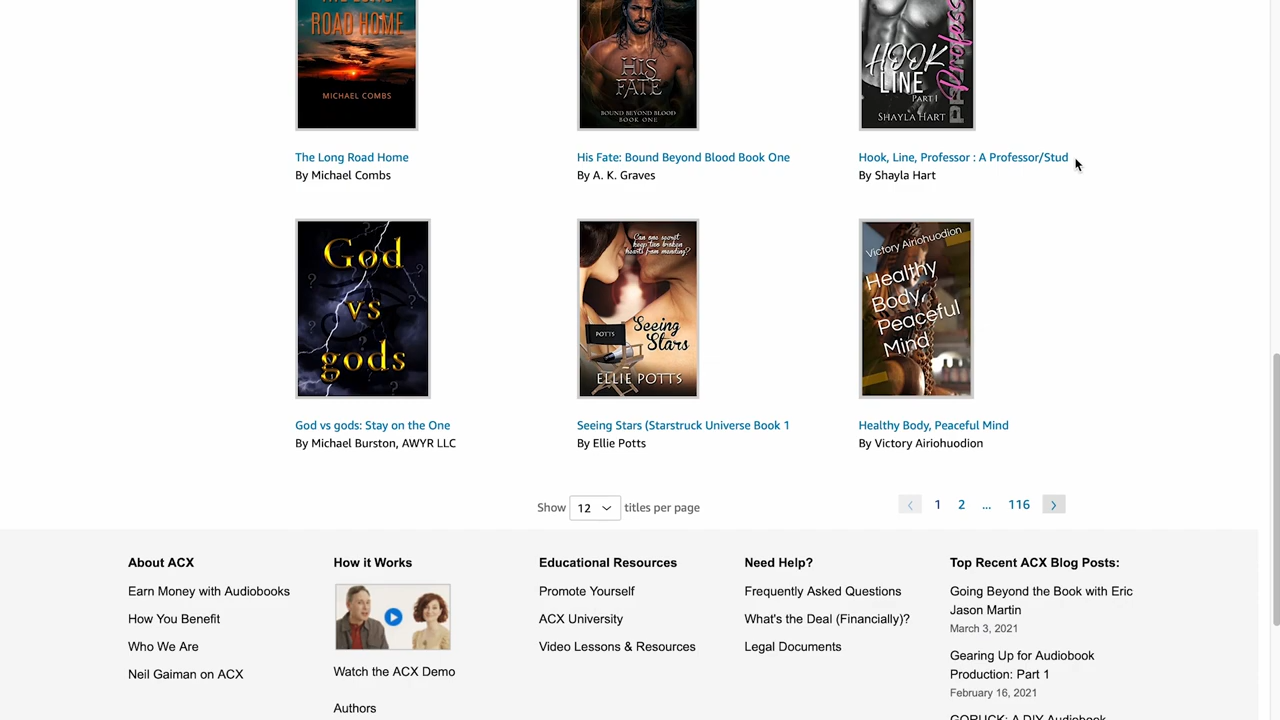 ROAD HOME
MICHAEL COMBS
HIS
FATE
BOUND BEYOND BLOOD
BOOK ONE
HOOK
LINE
PART I
Professor
SHAYLA HART
The Long Road Home
By Michael Combs
His Fate: Bound Beyond Blood Book One
By A. K. Graves
Hook, Line, Professor : A Professor/Stud
By Shayla Hart
God
vs
gods
Can one secret
keep two broken
hearts from mending?
POTTS
Seeing
Stars
ELLIE POTTS
Victory Airiohuodion
Healthy
Body,
Peaceful
Mind
God vs gods: Stay on the One
By Michael Burston, AWYR LLC
Seeing Stars (Starstruck Universe Book 1
By Ellie Potts
Healthy Body, Peaceful Mind
By Victory Airiohuodion
Show 12 titles per page
‹ 1 2 ... 116 ›
About ACX
Earn Money with Audiobooks
How You Benefit
Who We Are
Neil Gaiman on ACX
How it Works
Watch the ACX Demo
Authors
Educational Resources
Promote Yourself
ACX University
Video Lessons & Resources
Need Help?
Frequently Asked Questions
What's the Deal (Financially)?
Legal Documents
Top Recent ACX Blog Posts:
Going Beyond the Book with Eric
Jason Martin
March 3, 2021
Gearing Up for Audiobook
Production: Part 1
February 16, 2021
GORUCK: A DIY Audiobook